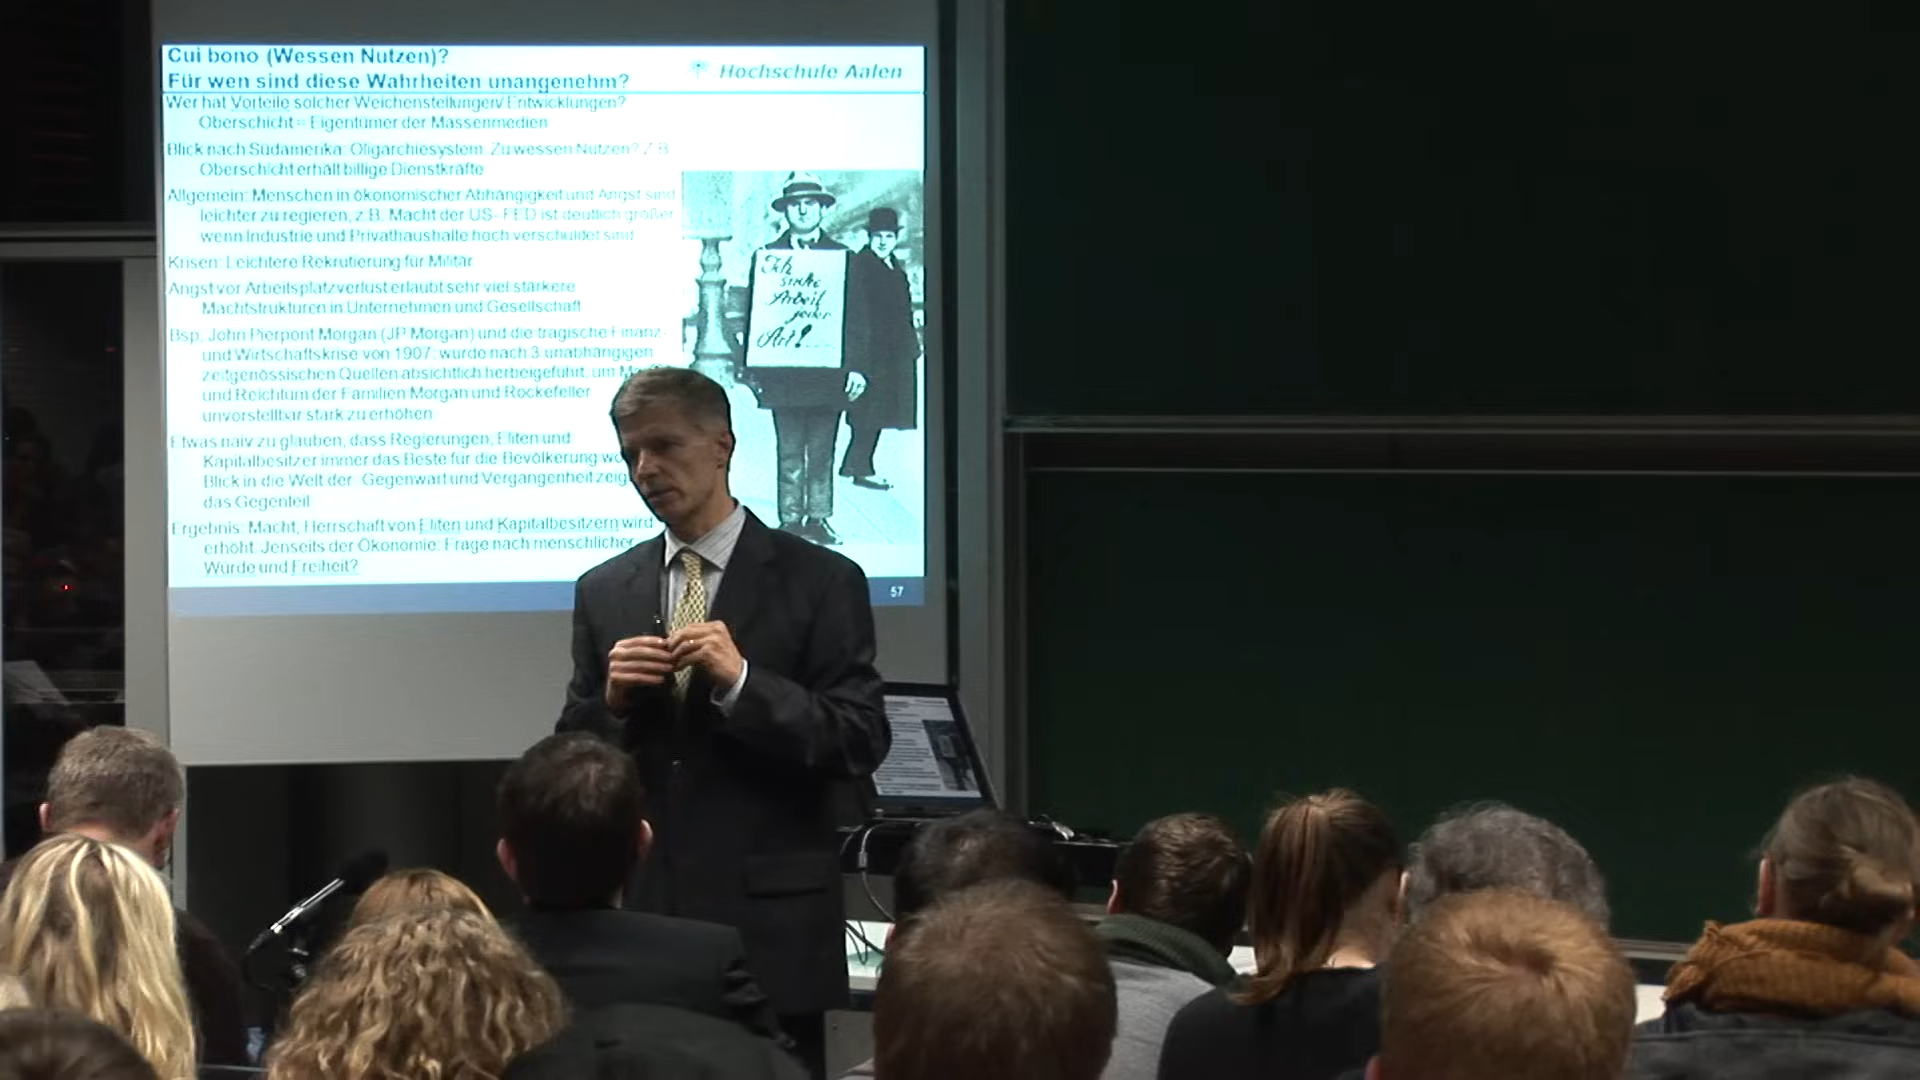 Cui bono (Wessen Nutzen)?
Für wen sind diese Wahrheiten unangenehm?
Hochschule Aalen
Wer hat Vorteile solcher Weichenstellungen/ Entwicklungen?
Oberschicht = Eigentümer der Massenmedien
Blick nach Südamerika: Oligarchiesystem. Zu wessen Nutzen? Z.B.
Oberschicht erhält billige Dienstkräfte
Allgemein: Menschen in ökonomischer Abhängigkeit und Angst sind
leichter zu regieren, z.B. Macht der US- FED ist deutlich größer
wenn Industrie und Privathaushalte hoch verschuldet sind
Krisen: Leichtere Rekrutierung für Militär
Angst vor Arbeitsplatzverlust erlaubt sehr viel stärkere
Machtstrukturen in Unternehmen und Gesellschaft
Bsp. John Pierpont Morgan (JP Morgan) und die tragische Finanz-
und Wirtschaftskrise von 1907: wurde nach 3 unabhängigen
zeitgenössischen Quellen absichtlich herbeigeführt, um
und Reichtum der Familien Morgan und Rockefeller
unvorstellbar stark zu erhöhen
Etwas naiv zu glauben, dass Regierungen, Eliten und
Kapitalbesitzer immer das Beste für die Bevölkerung wo
Blick in die Welt der Gegenwart und Vergangenheit zeig
das Gegenteil
Ergebnis: Macht, Herrschaft von Eliten und Kapitalbesitzern wird
erhöht. Jenseits der Ökonomie: Frage nach menschlicher
Würde und Freiheit?
Ich
suche
Arbeit
jeder
Art!
57